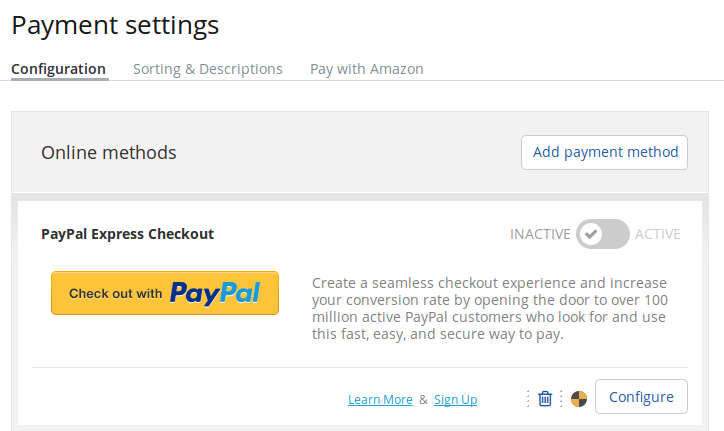 Payment settings
Configuration Sorting & Descriptions Pay with Amazon
Online methods Add payment method
PayPal Express Checkout INACTIVE ACTIVE
Check out with PayPal
Create a seamless checkout experience and increase
your conversion rate by opening the door to over 100
million active PayPal customers who look for and use
this fast, easy, and secure way to pay.
Learn More & Sign Up Configure